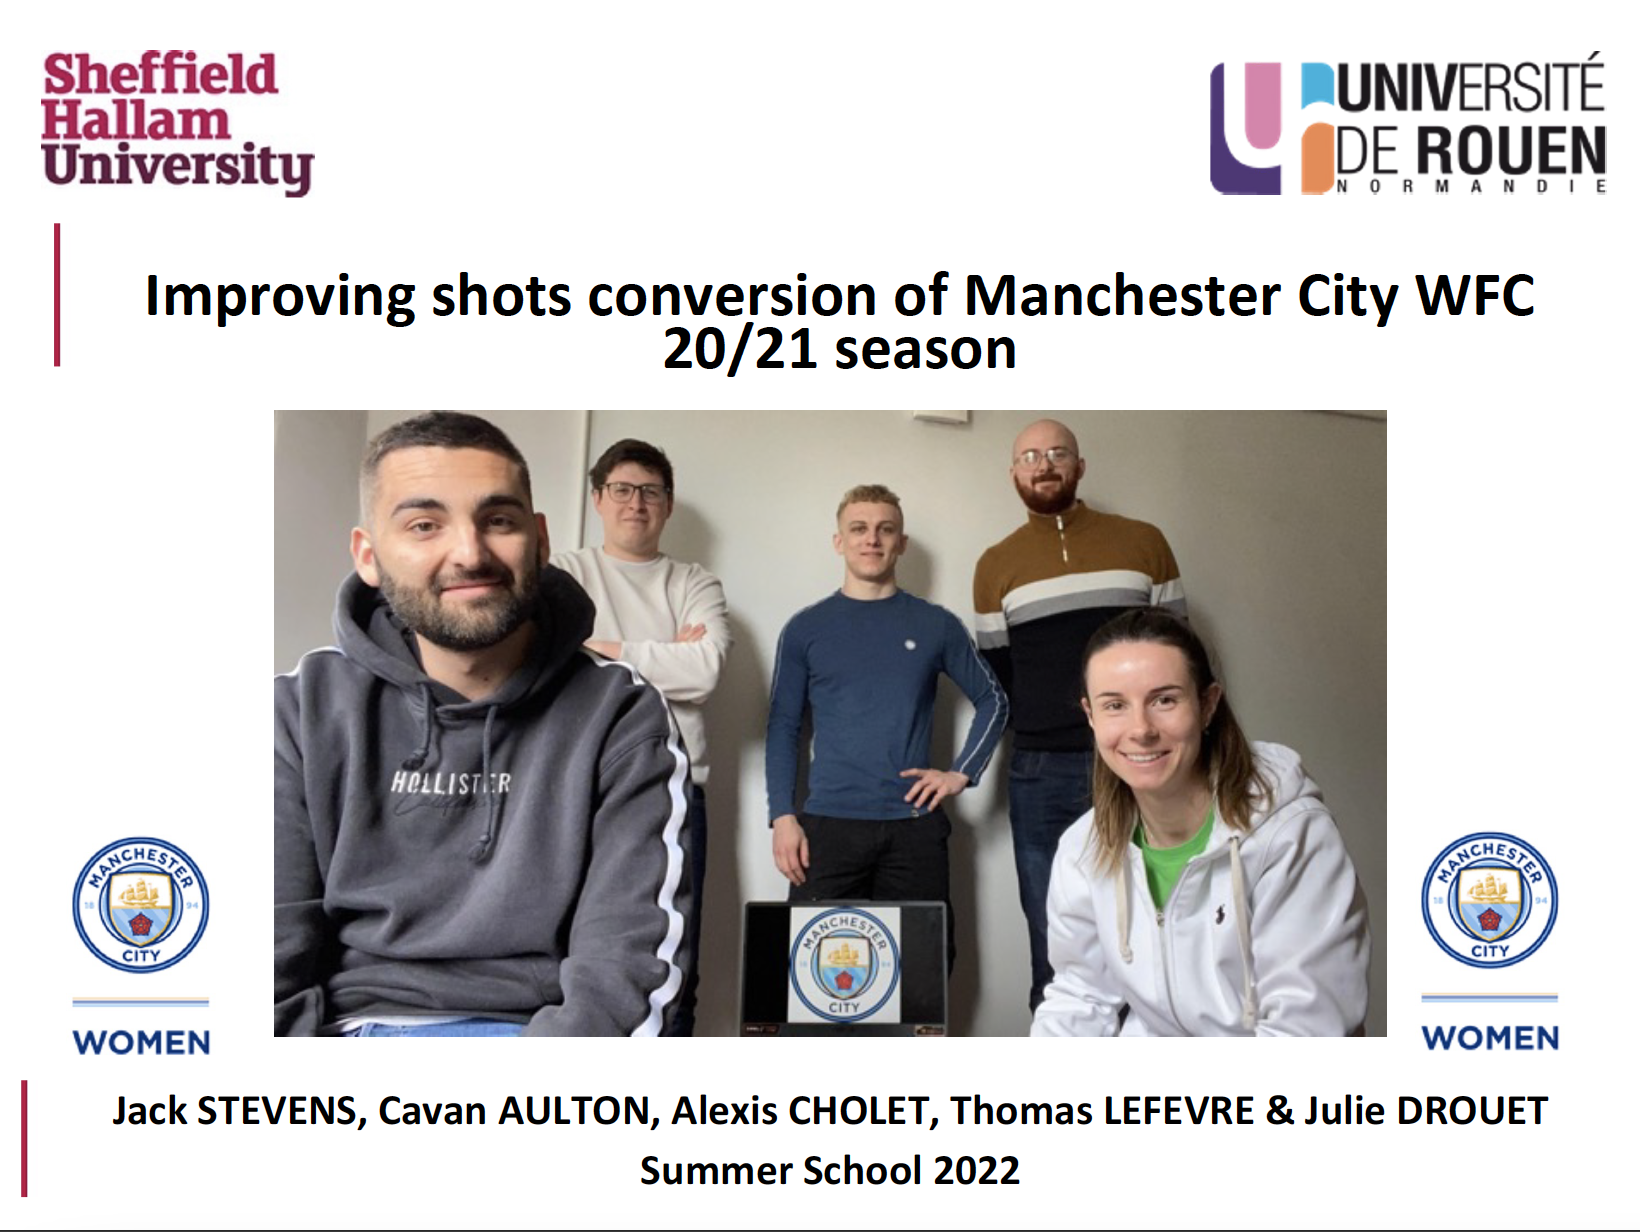 Sheffield
Hallam
University
UNIVERSITÉ
DE ROUEN
NORMANDIE
Improving shots conversion of Manchester City WFC
20/21 season
HOLLISTER
MANCHESTER
18 94
CITY
WOMEN
MANCHESTER
CITY
MANCHESTER
18 94
CITY
WOMEN
Jack STEVENS, Cavan AULTON, Alexis CHOLET, Thomas LEFEVRE & Julie DROUET
Summer School 2022